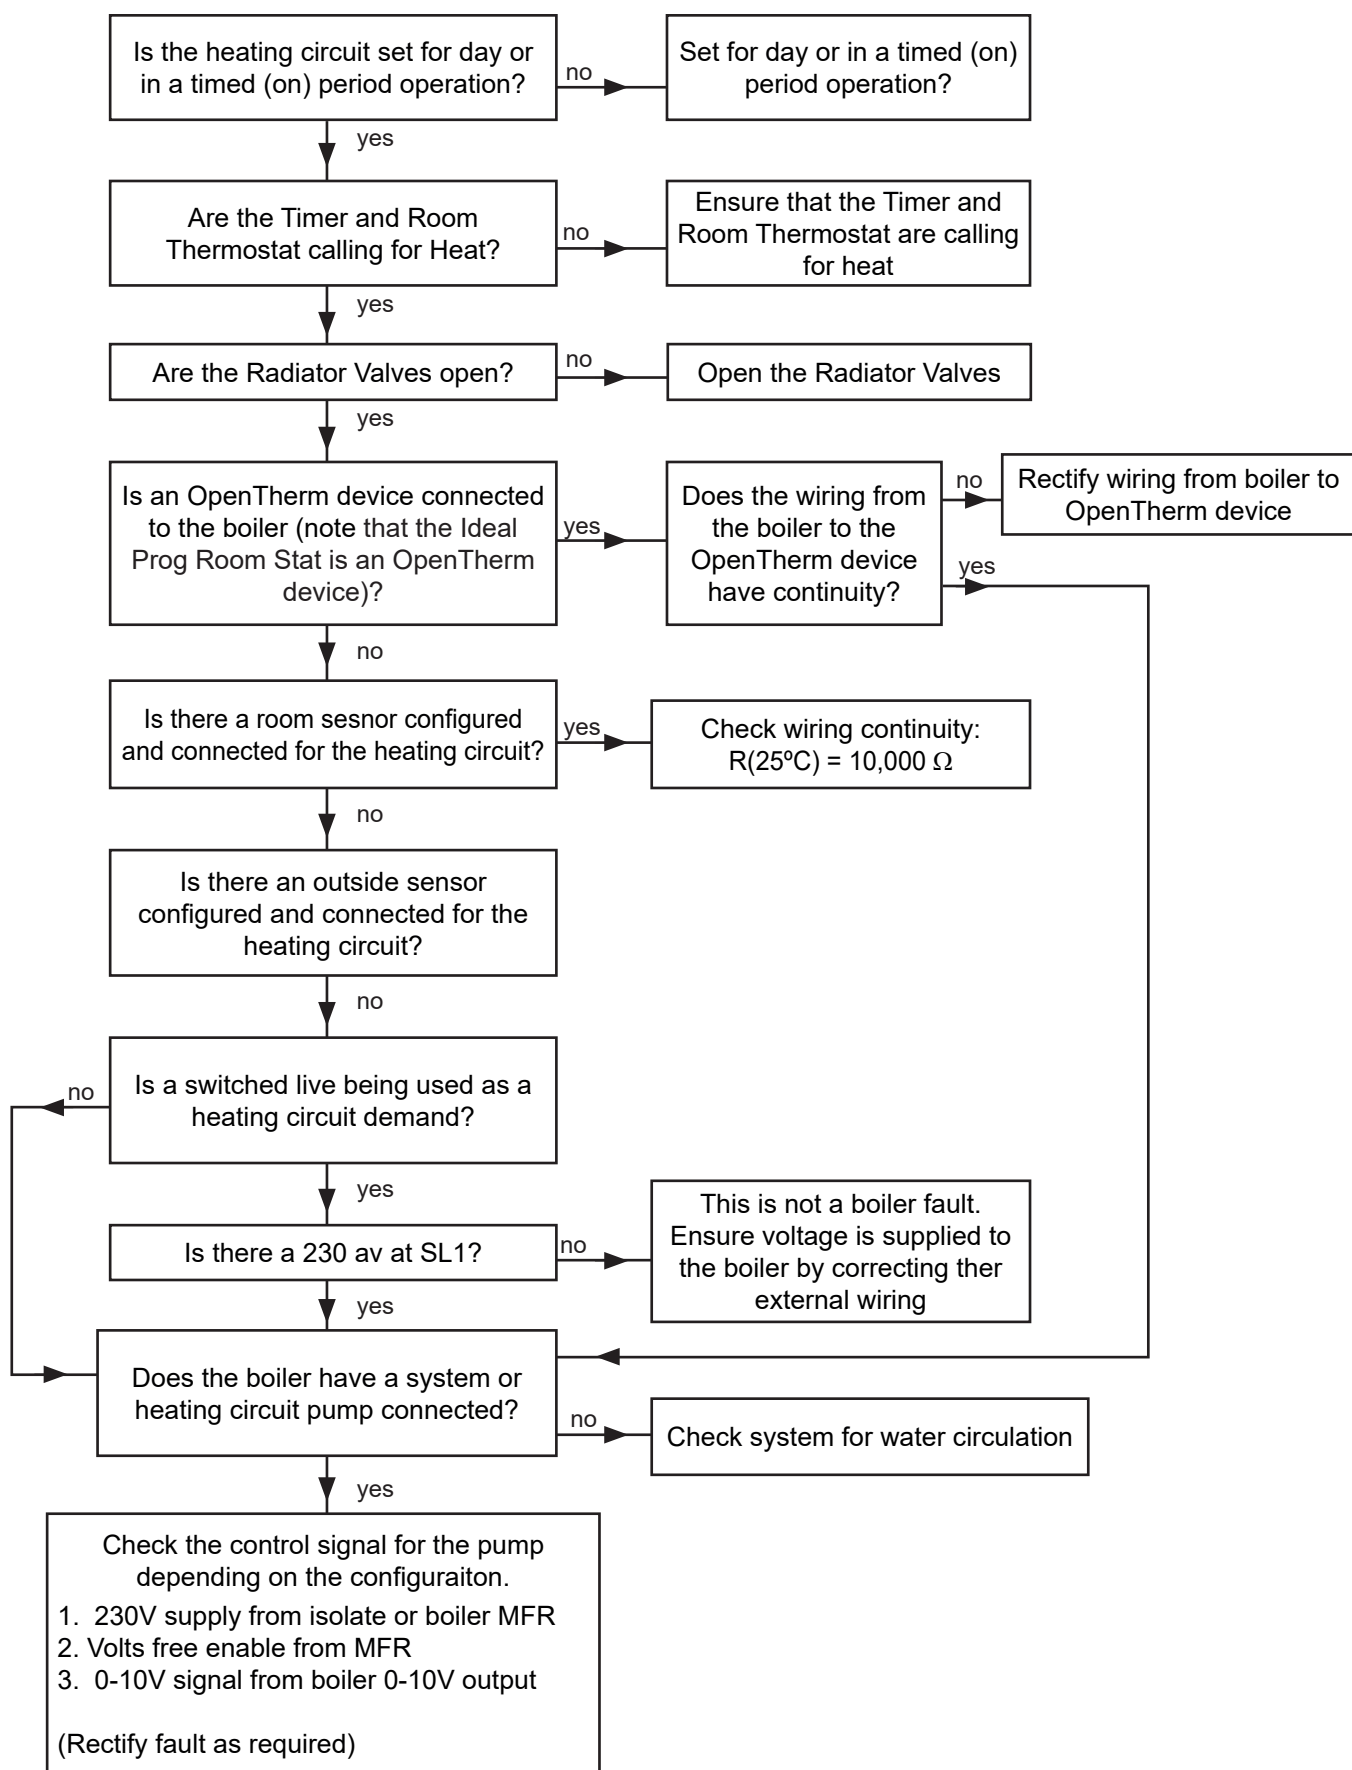 Is the heating circuit set for day or
in a timed (on) period operation?
no
Set for day or in a timed (on)
period operation?
yes
Are the Timer and Room
Thermostat calling for Heat?
no
Ensure that the Timer and
Room Thermostat are calling
for heat
yes
Are the Radiator Valves open?
no
Open the Radiator Valves
yes
Is an OpenTherm device connected
to the boiler (note that the Ideal
Prog Room Stat is an OpenTherm
device)?
yes
Does the wiring from
the boiler to the
OpenTherm device
have continuity?
no
Rectify wiring from boiler to
OpenTherm device
yes
no
Is there a room sesnor configured
and connected for the heating circuit?
yes
Check wiring continuity:
R(25ºC) = 10,000 Ω
no
Is there an outside sensor
configured and connected for the
heating circuit?
no
Is a switched live being used as a
heating circuit demand?
no
yes
Is there a 230 av at SL1?
no
This is not a boiler fault.
Ensure voltage is supplied to
the boiler by correcting ther
external wiring
yes
Does the boiler have a system or
heating circuit pump connected?
no
Check system for water circulation
yes
Check the control signal for the pump
depending on the configuraiton.
1. 230V supply from isolate or boiler MFR
2. Volts free enable from MFR
3. 0-10V signal from boiler 0-10V output
(Rectify fault as required)